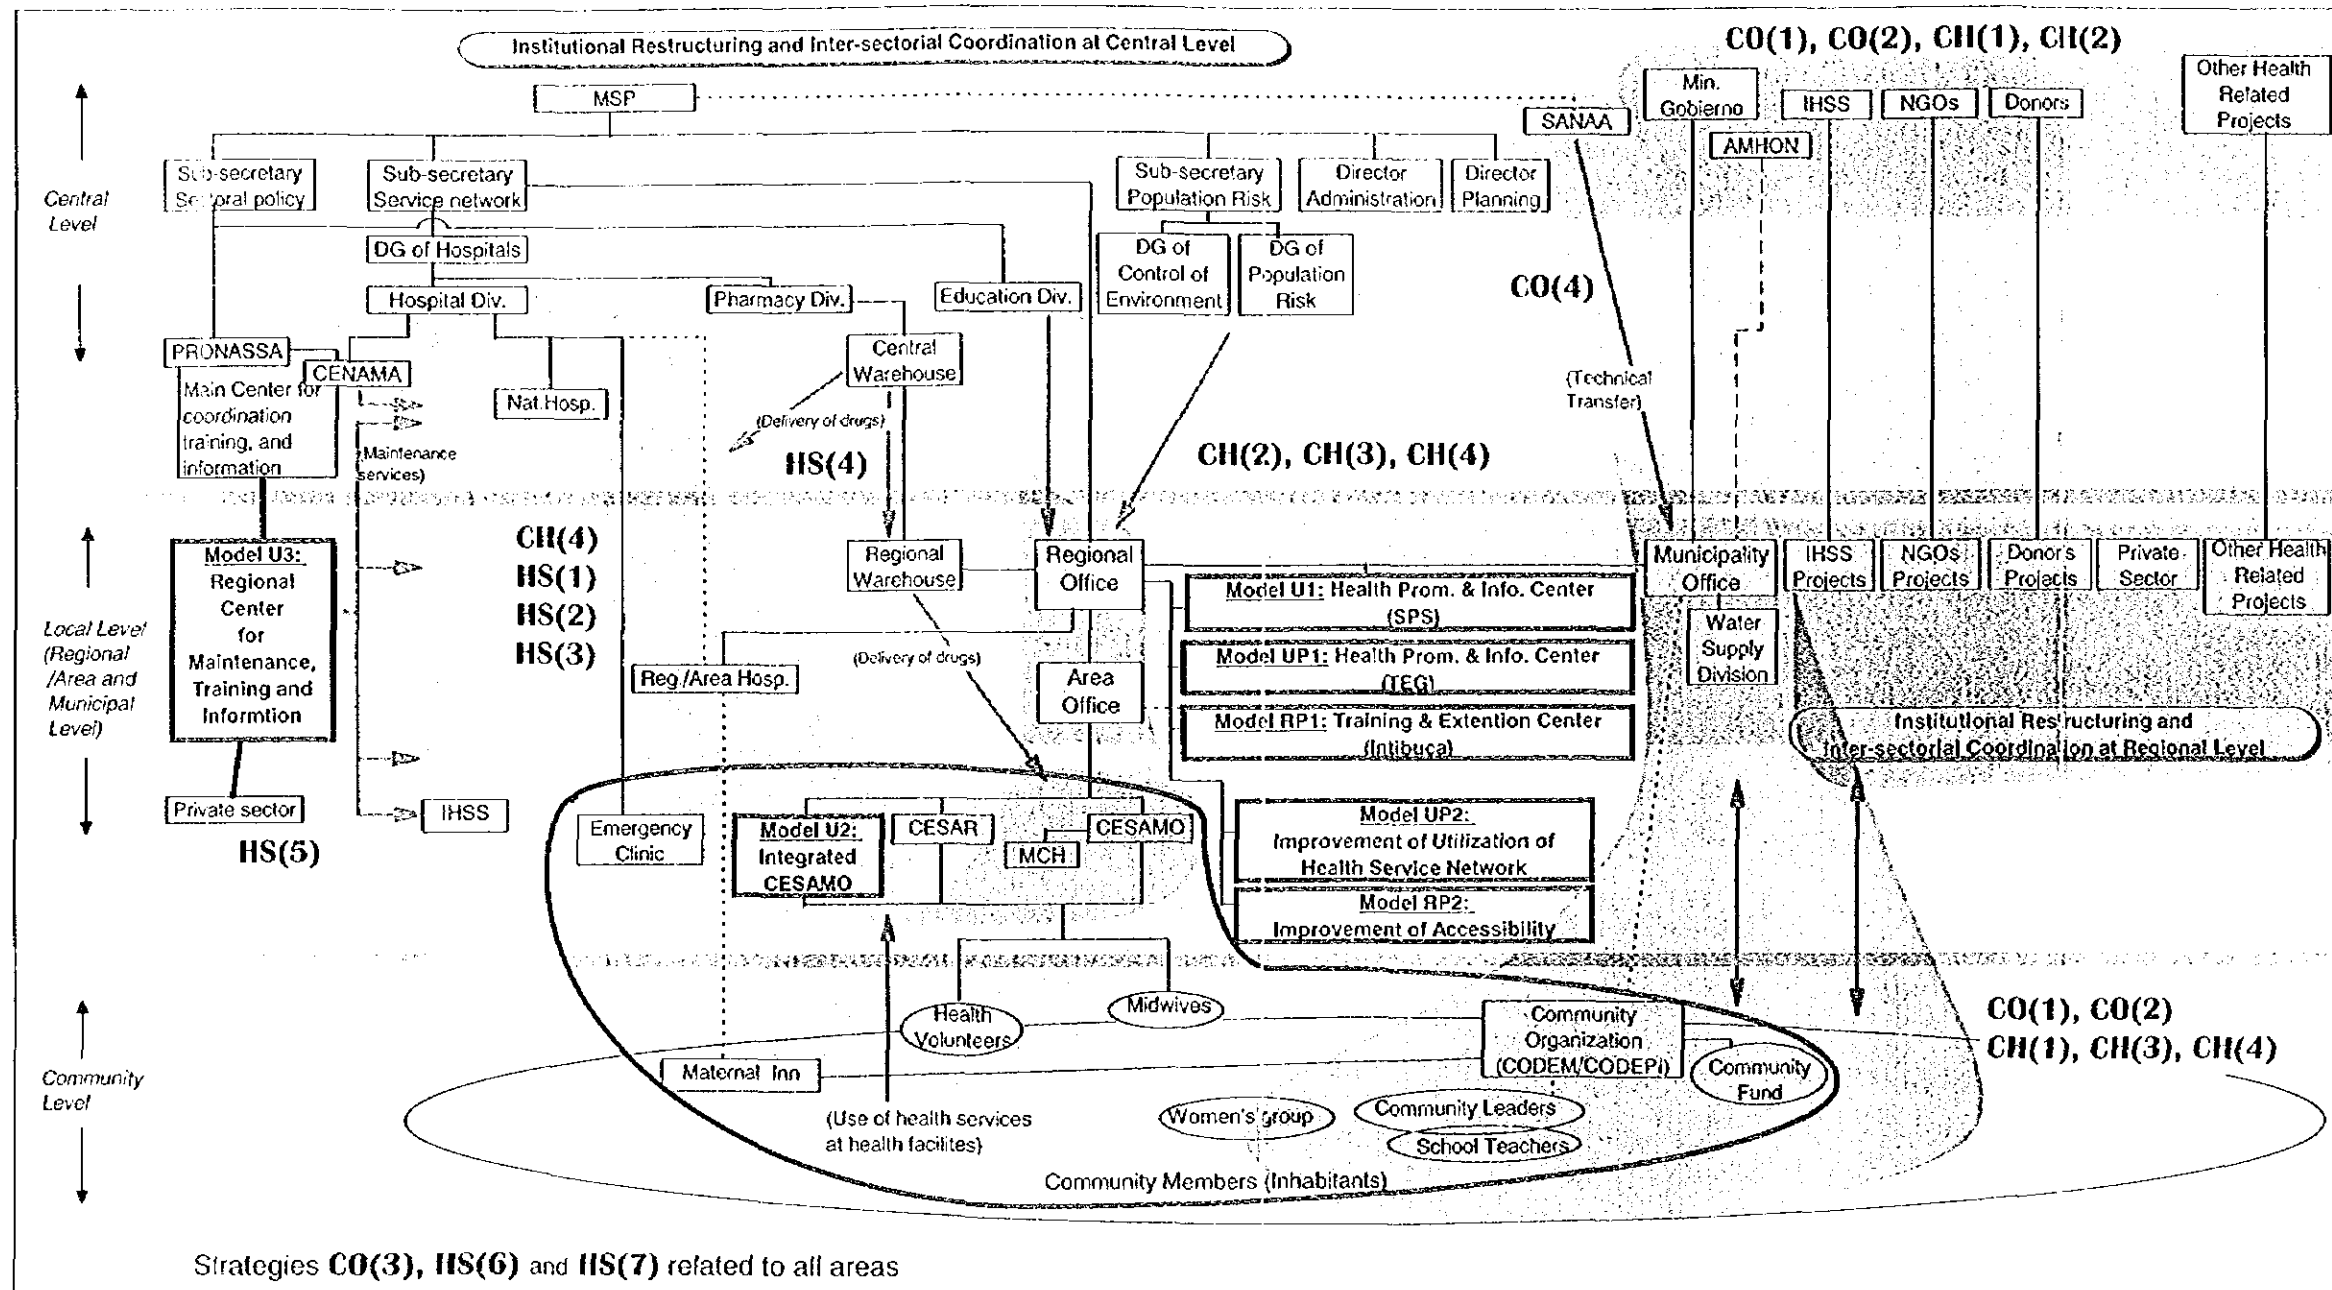 Institutional Restructuring and Inter-sectorial Coordination at Central Level
CO(1), CO(2), CH(1), CH(2)
MSP
SANAA
Min.
Gobierno
AMHON
IHSS
NGOs
Donors
Other Health
Related
Projects
Central
Level
Sub-secretary
Sectoral policy
Sub-secretary
Service network
Sub-secretary
Population Risk
Director
Administration
Director
Planning
DG of Hospitals
DG of
Control of
Environment
DG of
Population
Risk
CO(4)
Hospital Div.
Pharmacy Div.
Education Div.
PRONASSA
CENAMA
Main Center for
coordination
training, and
information
Nat.Hosp.
Central
Warehouse
(Delivery of drugs)
(Technical
Transfer)
(Maintenance
services)
HS(4)
CH(2), CH(3), CH(4)
Local Level
(Regional
/Area and
Municipal
Level)
Model U3:
Regional
Center
for
Maintenance,
Training and
Informtion
CH(4)
HS(1)
HS(2)
HS(3)
Regional
Warehouse
Regional
Office
Model U1: Health Prom. & Info. Center
(SPS)
Model UP1: Health Prom. & Info. Center
(TEG)
Model RP1: Training & Extention Center
(Intibuca)
Municipality
Office
Water
Supply
Division
IHSS
Projects
NGOs
Projects
Donor's
Projects
Private
Sector
Other Health
Related
Projects
(Delivery of drugs)
Reg./Area Hosp.
Area
Office
Institutional Restructuring and
Inter-sectorial Coordination at Regional Level
Private sector
HS(5)
IHSS
Emergency
Clinic
Model U2:
Integrated
CESAMO
CESAR
CESAMO
MCH
Model UP2:
Improvement of Utilization of
Health Service Network
Model RP2:
Improvement of Accessibility
Community
Level
Health
Volunteers
Midwives
Maternal Inn
(Use of health services
at health facilites)
Community
Organization
(CODEM/CODEPI)
Community
Fund
Women's group
Community Leaders
School Teachers
Community Members (Inhabitants)
CO(1), CO(2)
CH(1), CH(3), CH(4)
Strategies CO(3), HS(6) and HS(7) related to all areas